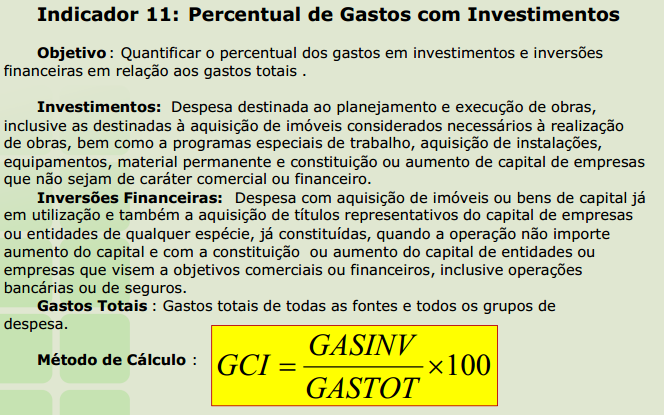 Indicador 11: Percentual de Gastos com Investimentos
Objetivo : Quantificar o percentual dos gastos em investimentos e inversões
financeiras em relação aos gastos totais .
Investimentos: Despesa destinada ao planejamento e execução de obras,
inclusive as destinadas à aquisição de imóveis considerados necessários à realização
de obras, bem como a programas especiais de trabalho, aquisição de instalações,
equipamentos, material permanente e constituição ou aumento de capital de empresas
que não sejam de caráter comercial ou financeiro.
Inversões Financeiras: Despesa com aquisição de imóveis ou bens de capital já
em utilização e também a aquisição de títulos representativos do capital de empresas
ou entidades de qualquer espécie, já constituídas, quando a operação não importe
aumento do capital e com a constituição ou aumento do capital de entidades ou
empresas que visem a objetivos comerciais ou financeiros, inclusive operações
bancárias ou de seguros.
Gastos Totais : Gastos totais de todas as fontes e todos os grupos de
despesa.
Método de Cálculo :
GCI = GASINV / GASTOT × 100